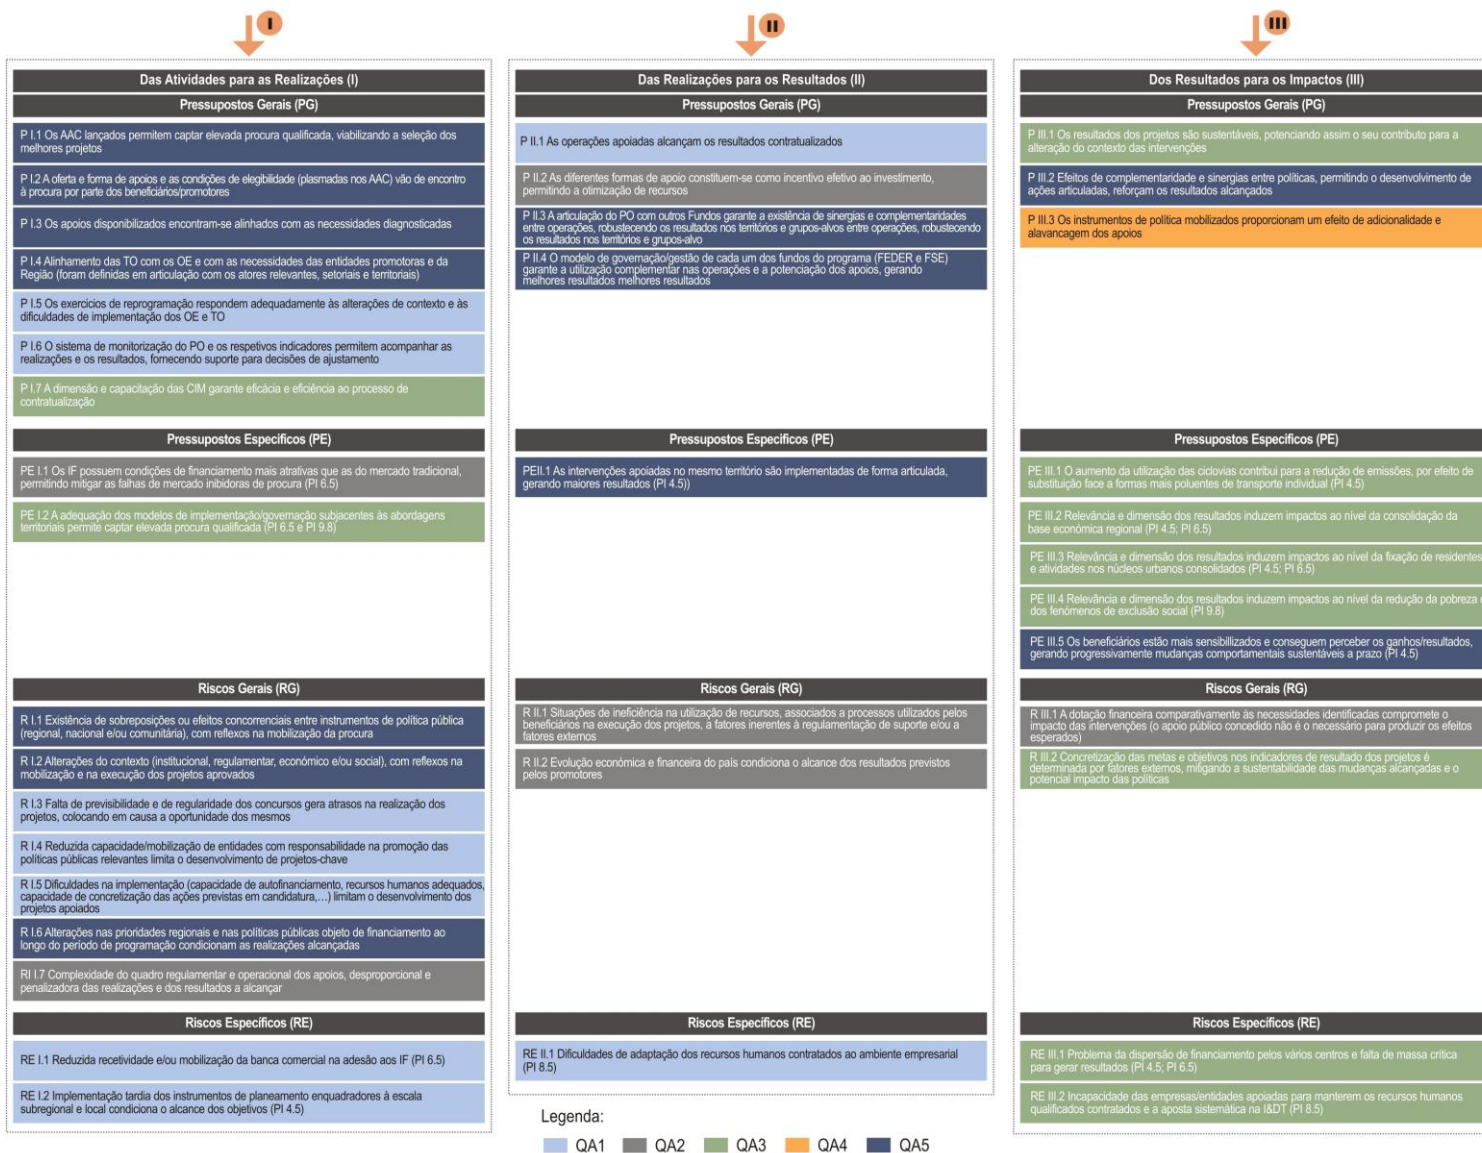 I
Das Atividades para as Realizações (I)
Pressupostos Gerais (PG)
P I.1 Os AAC lançados permitem captar elevada procura qualificada, viabilizando a seleção dos
melhores projetos
P I.2 A oferta e forma de apoios e as condições de elegibilidade (plasmadas nos AAC) vão de encontro
à procura por parte dos beneficiários/promotores
P I.3 Os apoios disponibilizados encontram-se alinhados com as necessidades diagnosticadas
P I.4 Alinhamento das TO com os OE e com as necessidades das entidades promotoras e da
Região (foram definidas em articulação com os atores relevantes, setoriais e territoriais)
P I.5 Os exercicios de reprogramação respondem adequadamente às alterações de contexto e às
dificuldades de implementação dos OE e TO
P I.6 O sistema de monitorização do PO e os respetivos indicadores permitem acompanhar as
realizações e os resultados, fornecendo suporte para decisões de ajustamento
P I.7 A dimensão e capacitação das CIM garante eficácia e eficiência ao processo de
contratualização
Pressupostos Especificos (PE)
PE I.1 Os IF possuem condições de financiamento mais atrativas que as do mercado tradicional,
permitindo mitigar as falhas de mercado inibidoras de procura (PI 6.5)
PE I.2 A adequação dos modelos de implementação/governação subjacentes às abordagens
territoriais permite captar elevada procura qualificada (PI 6.5 e PI 9.8)
Riscos Gerais (RG)
R I.1 Existência de sobreposições ou efeitos concorrenciais entre instrumentos de política pública
(regional, nacional e/ou comunitária), com reflexos na mobilização da procura
R I.2 Alterações do contexto (institucional, regulamentar, económico e/ou social), com reflexos na
mobilização e na execução dos projetos aprovados
R I.3 Falta de previsibilidade e de regularidade dos concursos gera atrasos na realização dos
projetos, colocando em causa a oportunidade dos mesmos
R I.4 Reduzida capacidade/mobilização de entidades com responsabilidade na promoção das
políticas públicas relevantes limita o desenvolvimento de projetos-chave
R I.5 Dificuldades na implementação (capacidade de autofinanciamento, recursos humanos adequados,
capacidade de concretização das ações previstas em candidatura,…) limitam o desenvolvimento dos
projetos apoiados
R I.6 Alterações nas prioridades regionais e nas políticas públicas objeto de financiamento ao
longo do período de programação condicionam as realizações alcançadas
RI I.7 Complexidade do quadro regulamentar e operacional dos apoios, desproporcional e
penalizadora das realizações e dos resultados a alcançar
Riscos Específicos (RE)
RE I.1 Reduzida recetividade e/ou mobilização da banca comercial na adesão aos IF (PI 6.5)
RE I.2 Implementação tardia dos instrumentos de planeamento enquadradores à escala
subregional e local condiciona o alcance dos objetivos (PI 4.5)
II
Das Realizações para os Resultados (II)
Pressupostos Gerais (PG)
P II.1 As operações apoiadas alcançam os resultados contratualizados
P II.2 As diferentes formas de apoio constituem-se como incentivo efetivo ao investimento,
permitindo a otimização de recursos
P II.3 A articulação do PO com outros Fundos garante a existência de sinergias e complementaridades
entre operações, robustecendo os resultados nos territórios e grupos-alvos entre operações, robustecendo
os resultados nos territórios e grupos-alvo
P II.4 O modelo de governação/gestão de cada um dos fundos do programa (FEDER e FSE)
garante a utilização complementar nas operações e a potenciação dos apoios, gerando
melhores resultados melhores resultados
Pressupostos Especificos (PE)
PEII.1 As intervenções apoiadas no mesmo território são implementadas de forma articulada,
gerando maiores resultados (PI 4.5))
Riscos Gerais (RG)
R II.1 Situações de ineficiência na utilização de recursos, associados a processos utilizados pelos
beneficiários na execução dos projetos, a fatores inerentes à regulamentação de suporte e/ou a
fatores externos
R II.2 Evolução económica e financeira do país condiciona o alcance dos resultados previstos
pelos promotores
Riscos Específicos (RE)
RE II.1 Dificuldades de adaptação dos recursos humanos contratados ao ambiente empresarial
(PI 8.5)
III
Dos Resultados para os Impactos (III)
Pressupostos Gerais (PG)
P III.1 Os resultados dos projetos são sustentáveis, potenciando assim o seu contributo para a
alteração do contexto das intervenções
P III.2 Efeitos de complementaridade e sinergias entre políticas, permitindo o desenvolvimento de
ações articuladas, reforçam os resultados alcançados
P III.3 Os instrumentos de política mobilizados proporcionam um efeito de adicionalidade e
alavancagem dos apoios
Pressupostos Específicos (PE)
PE III.1 O aumento da utilização das ciclovias contribui para a redução de emissões, por efeito de
substituição face a formas mais poluentes de transporte individual (PI 4.5)
PE III.2 Relevância e dimensão dos resultados induzem impactos ao nível da consolidação da
base económica regional (PI 4.5; PI 6.5)
PE III.3 Relevância e dimensão dos resultados induzem impactos ao nível da fixação de residentes
e atividades nos núcleos urbanos consolidados (PI 4.5; PI 6.5)
PE III.4 Relevância e dimensão dos resultados induzem impactos ao nível da redução da pobreza e
dos fenómenos de exclusão social (PI 9.8)
PE III.5 Os beneficiários estão mais sensibillizados e conseguem perceber os ganhos/resultados,
gerando progressivamente mudanças comportamentais sustentáveis a prazo (PI 4.5)
Riscos Gerais (RG)
R III.1 A dotação financeira comparativamente às necessidades identificadas compromete o
impacto das intervenções (o apoio público concedido não é o necessário para produzir os efeitos
esperados)
R III.2 Concretização das metas e objetivos nos indicadores de resultado dos projetos é
determinada por fatores externos, mitigando a sustentabilidade das mudanças alcançadas e o
potencial impacto das políticas
Riscos Específicos (RE)
RE III.1 Problema da dispersão de financiamento pelos vários centros e falta de massa crítica
para gerar resultados (PI 4.5; PI 6.5)
RE III.2 Incapacidade das empresas/entidades apoiadas para manterem os recursos humanos
qualificados contratados e a aposta sistemática na I&DT (PI 8.5)
Legenda:
QA1 QA2 QA3 QA4 QA5